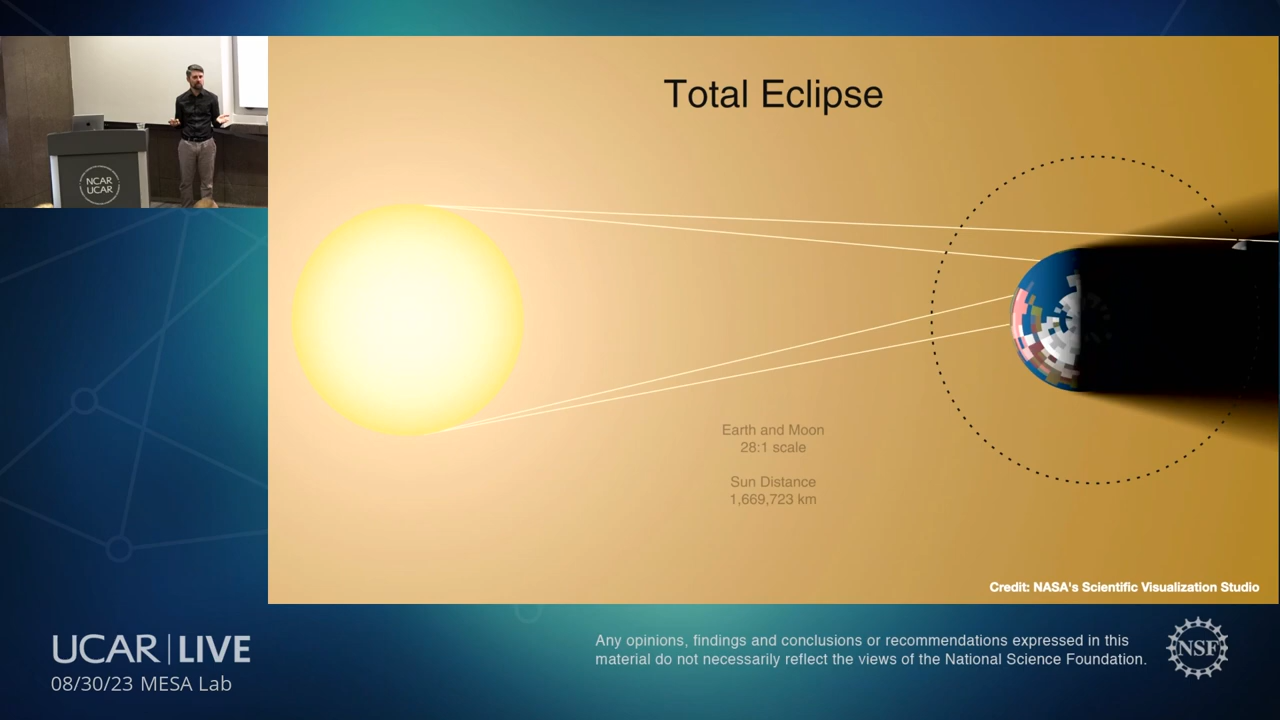 Total Eclipse
NCAR
UCAR
Earth and Moon
28:1 scale
Sun Distance
1,669,723 km
Credit: NASA's Scientific Visualization Studio
UCAR | LIVE
08/30/23 MESA Lab
Any opinions, findings and conclusions or recommendations expressed in this
material do not necessarily reflect the views of the National Science Foundation.
NSF